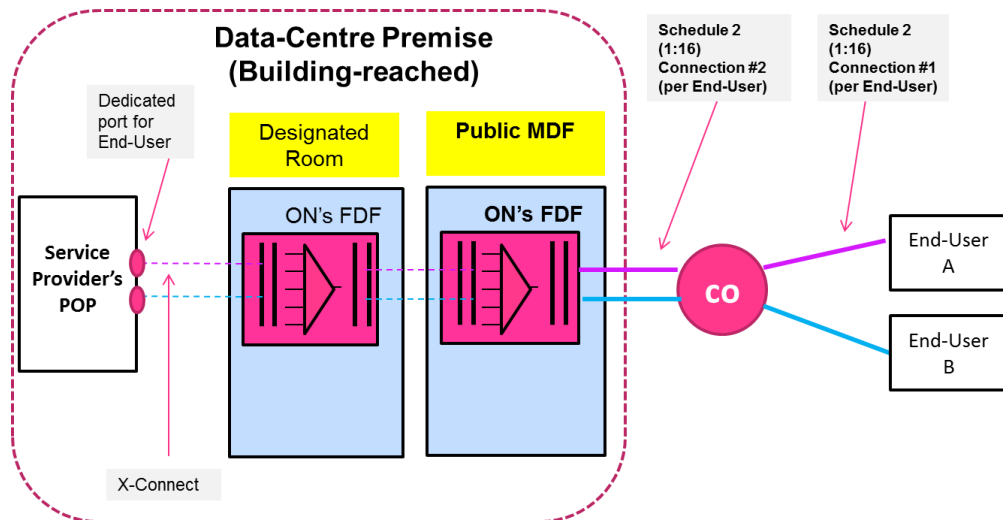 Data-Centre Premise
(Building-reached)
Schedule 2
(1:16)
Connection #2
(per End-User)
Schedule 2
(1:16)
Connection #1
(per End-User)
Dedicated
port for
End-User
Designated
Room
Public MDF
ON's FDF
ON's FDF
Service
Provider's
POP
CO
End-User
A
End-User
B
X-Connect